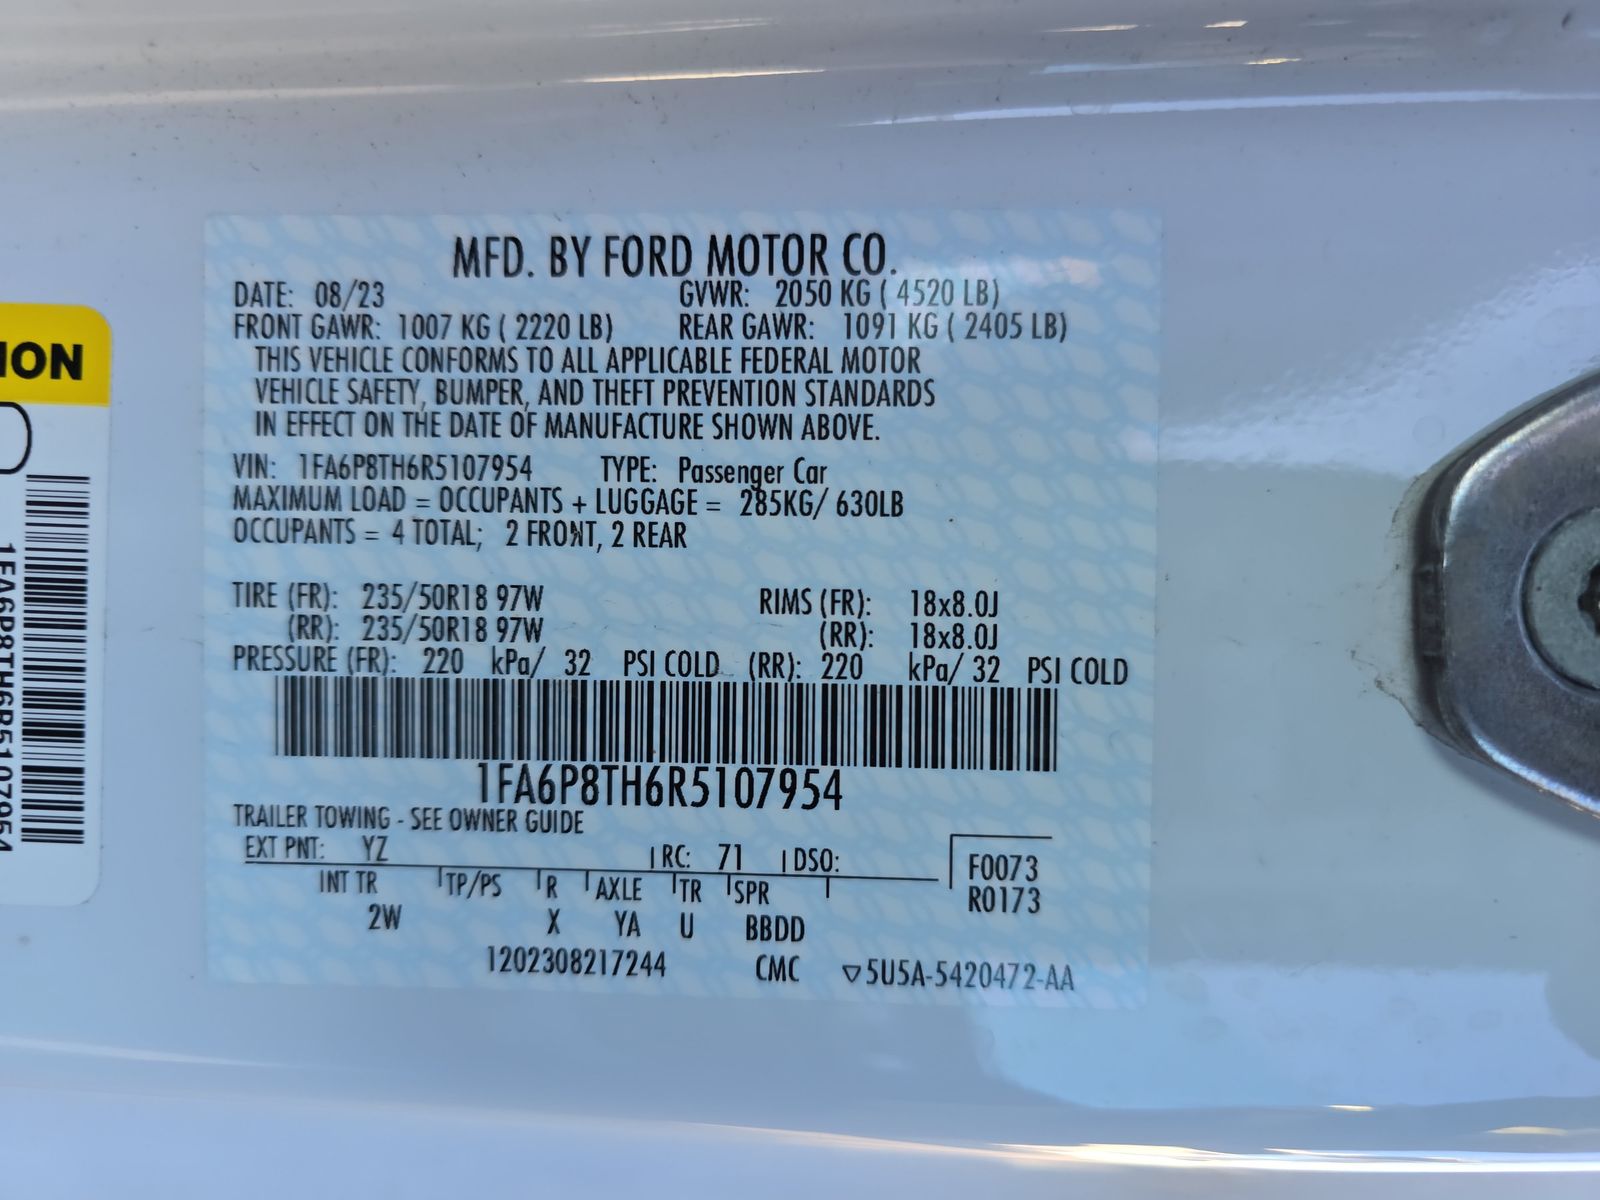 MFD. BY FORD MOTOR CO.
DATE: 08/23 GVWR: 2050 KG ( 4520 LB)
FRONT GAWR: 1007 KG ( 2220 LB) REAR GAWR: 1091 KG ( 2405 LB)
THIS VEHICLE CONFORMS TO ALL APPLICABLE FEDERAL MOTOR
VEHICLE SAFETY, BUMPER, AND THEFT PREVENTION STANDARDS
IN EFFECT ON THE DATE OF MANUFACTURE SHOWN ABOVE.
VIN: 1FA6P8TH6R5107954 TYPE: Passenger Car
MAXIMUM LOAD = OCCUPANTS + LUGGAGE = 285KG/ 630LB
OCCUPANTS = 4 TOTAL; 2 FRONT, 2 REAR
TIRE (FR): 235/50R18 97W RIMS (FR): 18x8.0J
(RR): 235/50R18 97W (RR): 18x8.0J
PRESSURE (FR): 220 kPa/ 32 PSI COLD (RR): 220 kPa/ 32 PSI COLD
1FA6P8TH6R5107954
TRAILER TOWING - SEE OWNER GUIDE
EXT PNT: YZ RC: 71 DSO: F0073
R0173
INT TR TP/PS R AXLE TR SPR
2W X YA U BBDD
1202308217244 CMC ▽5U5A-5420472-AA
ION
1FA6P8TH6R5107954